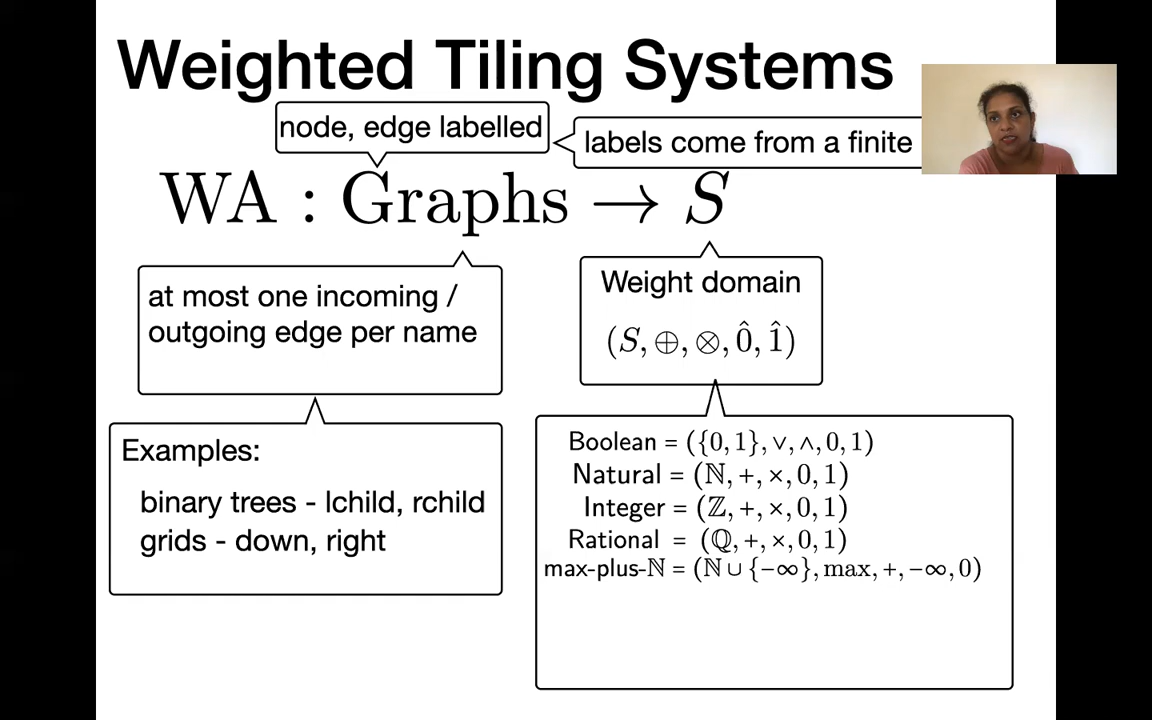 Weighted Tiling Systems
node, edge labelled
labels come from a finite
WA : Graphs → S
at most one incoming /
outgoing edge per name
Weight domain
(S, ⊕, ⊗, 0̂, 1̂)
Examples:
binary trees - lchild, rchild
grids - down, right
Boolean = ({0, 1}, ∨, ∧, 0, 1)
Natural = (ℕ, +, ×, 0, 1)
Integer = (ℤ, +, ×, 0, 1)
Rational = (ℚ, +, ×, 0, 1)
max-plus-ℕ = (ℕ ∪ {−∞}, max, +, −∞, 0)